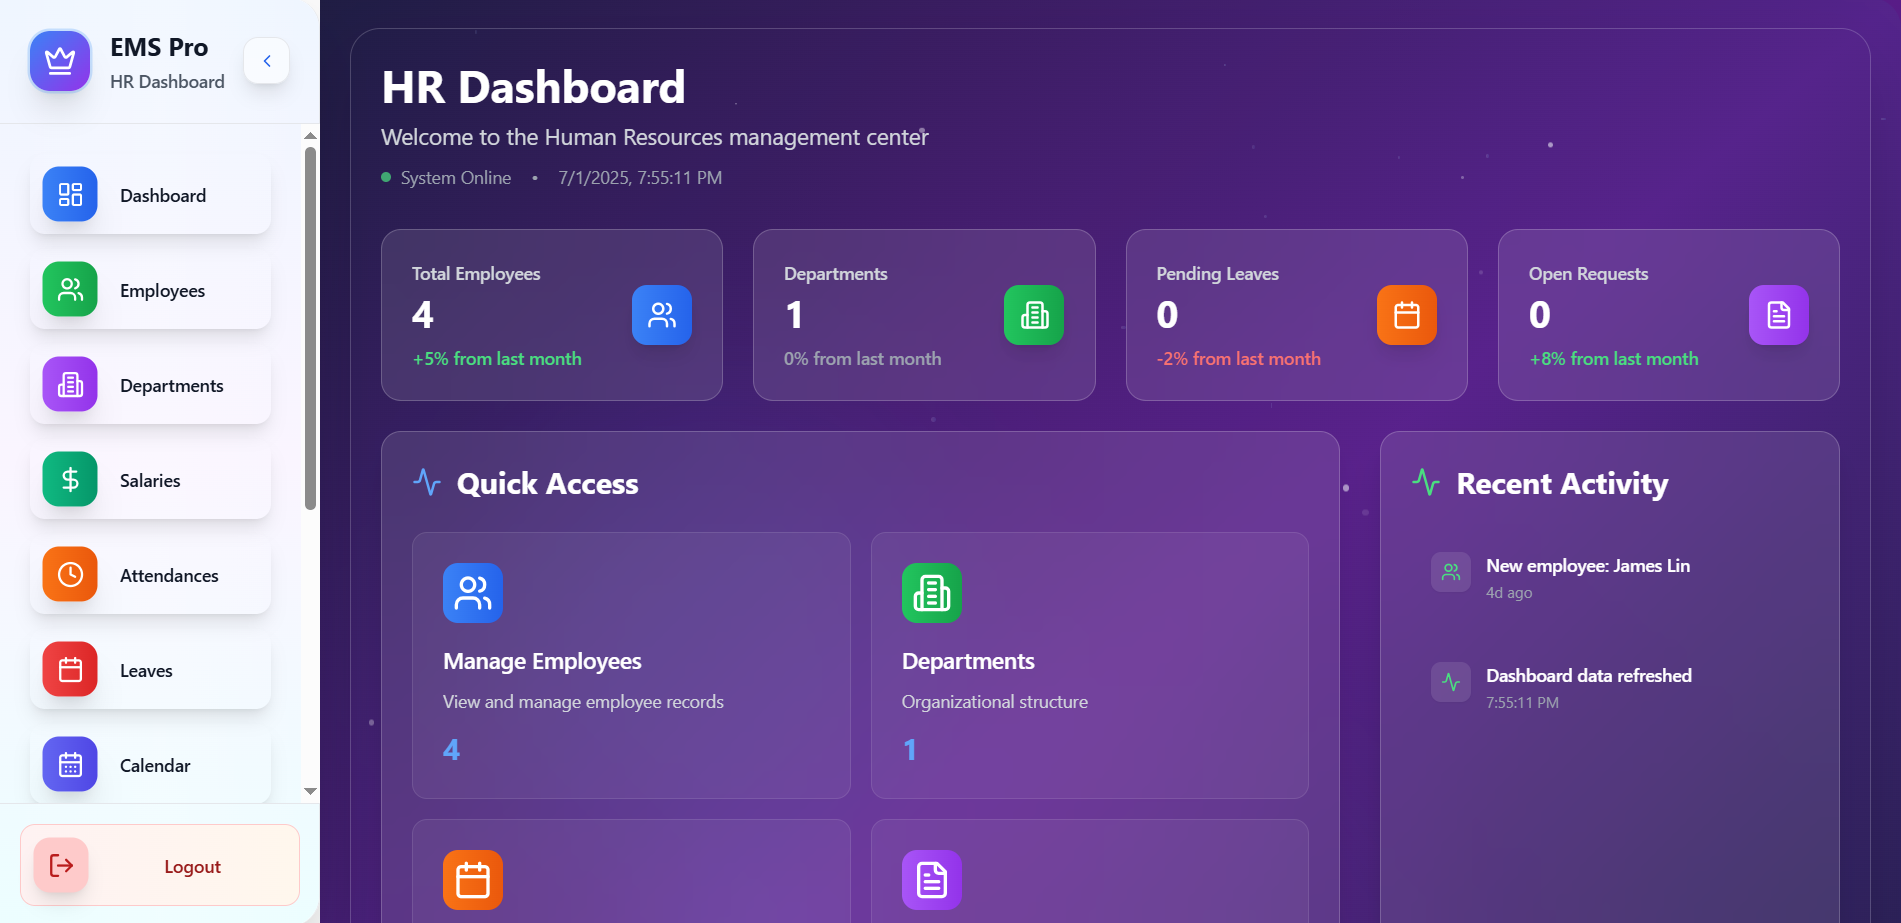 EMS Pro
HR Dashboard
Dashboard
Employees
Departments
Salaries
Attendances
Leaves
Calendar
Logout
HR Dashboard
Welcome to the Human Resources management center
System Online • 7/1/2025, 7:55:11 PM
Total Employees
4
+5% from last month
Departments
1
0% from last month
Pending Leaves
0
-2% from last month
Open Requests
0
+8% from last month
Quick Access
Manage Employees
View and manage employee records
4
Departments
Organizational structure
1
Recent Activity
New employee: James Lin
4d ago
Dashboard data refreshed
7:55:11 PM